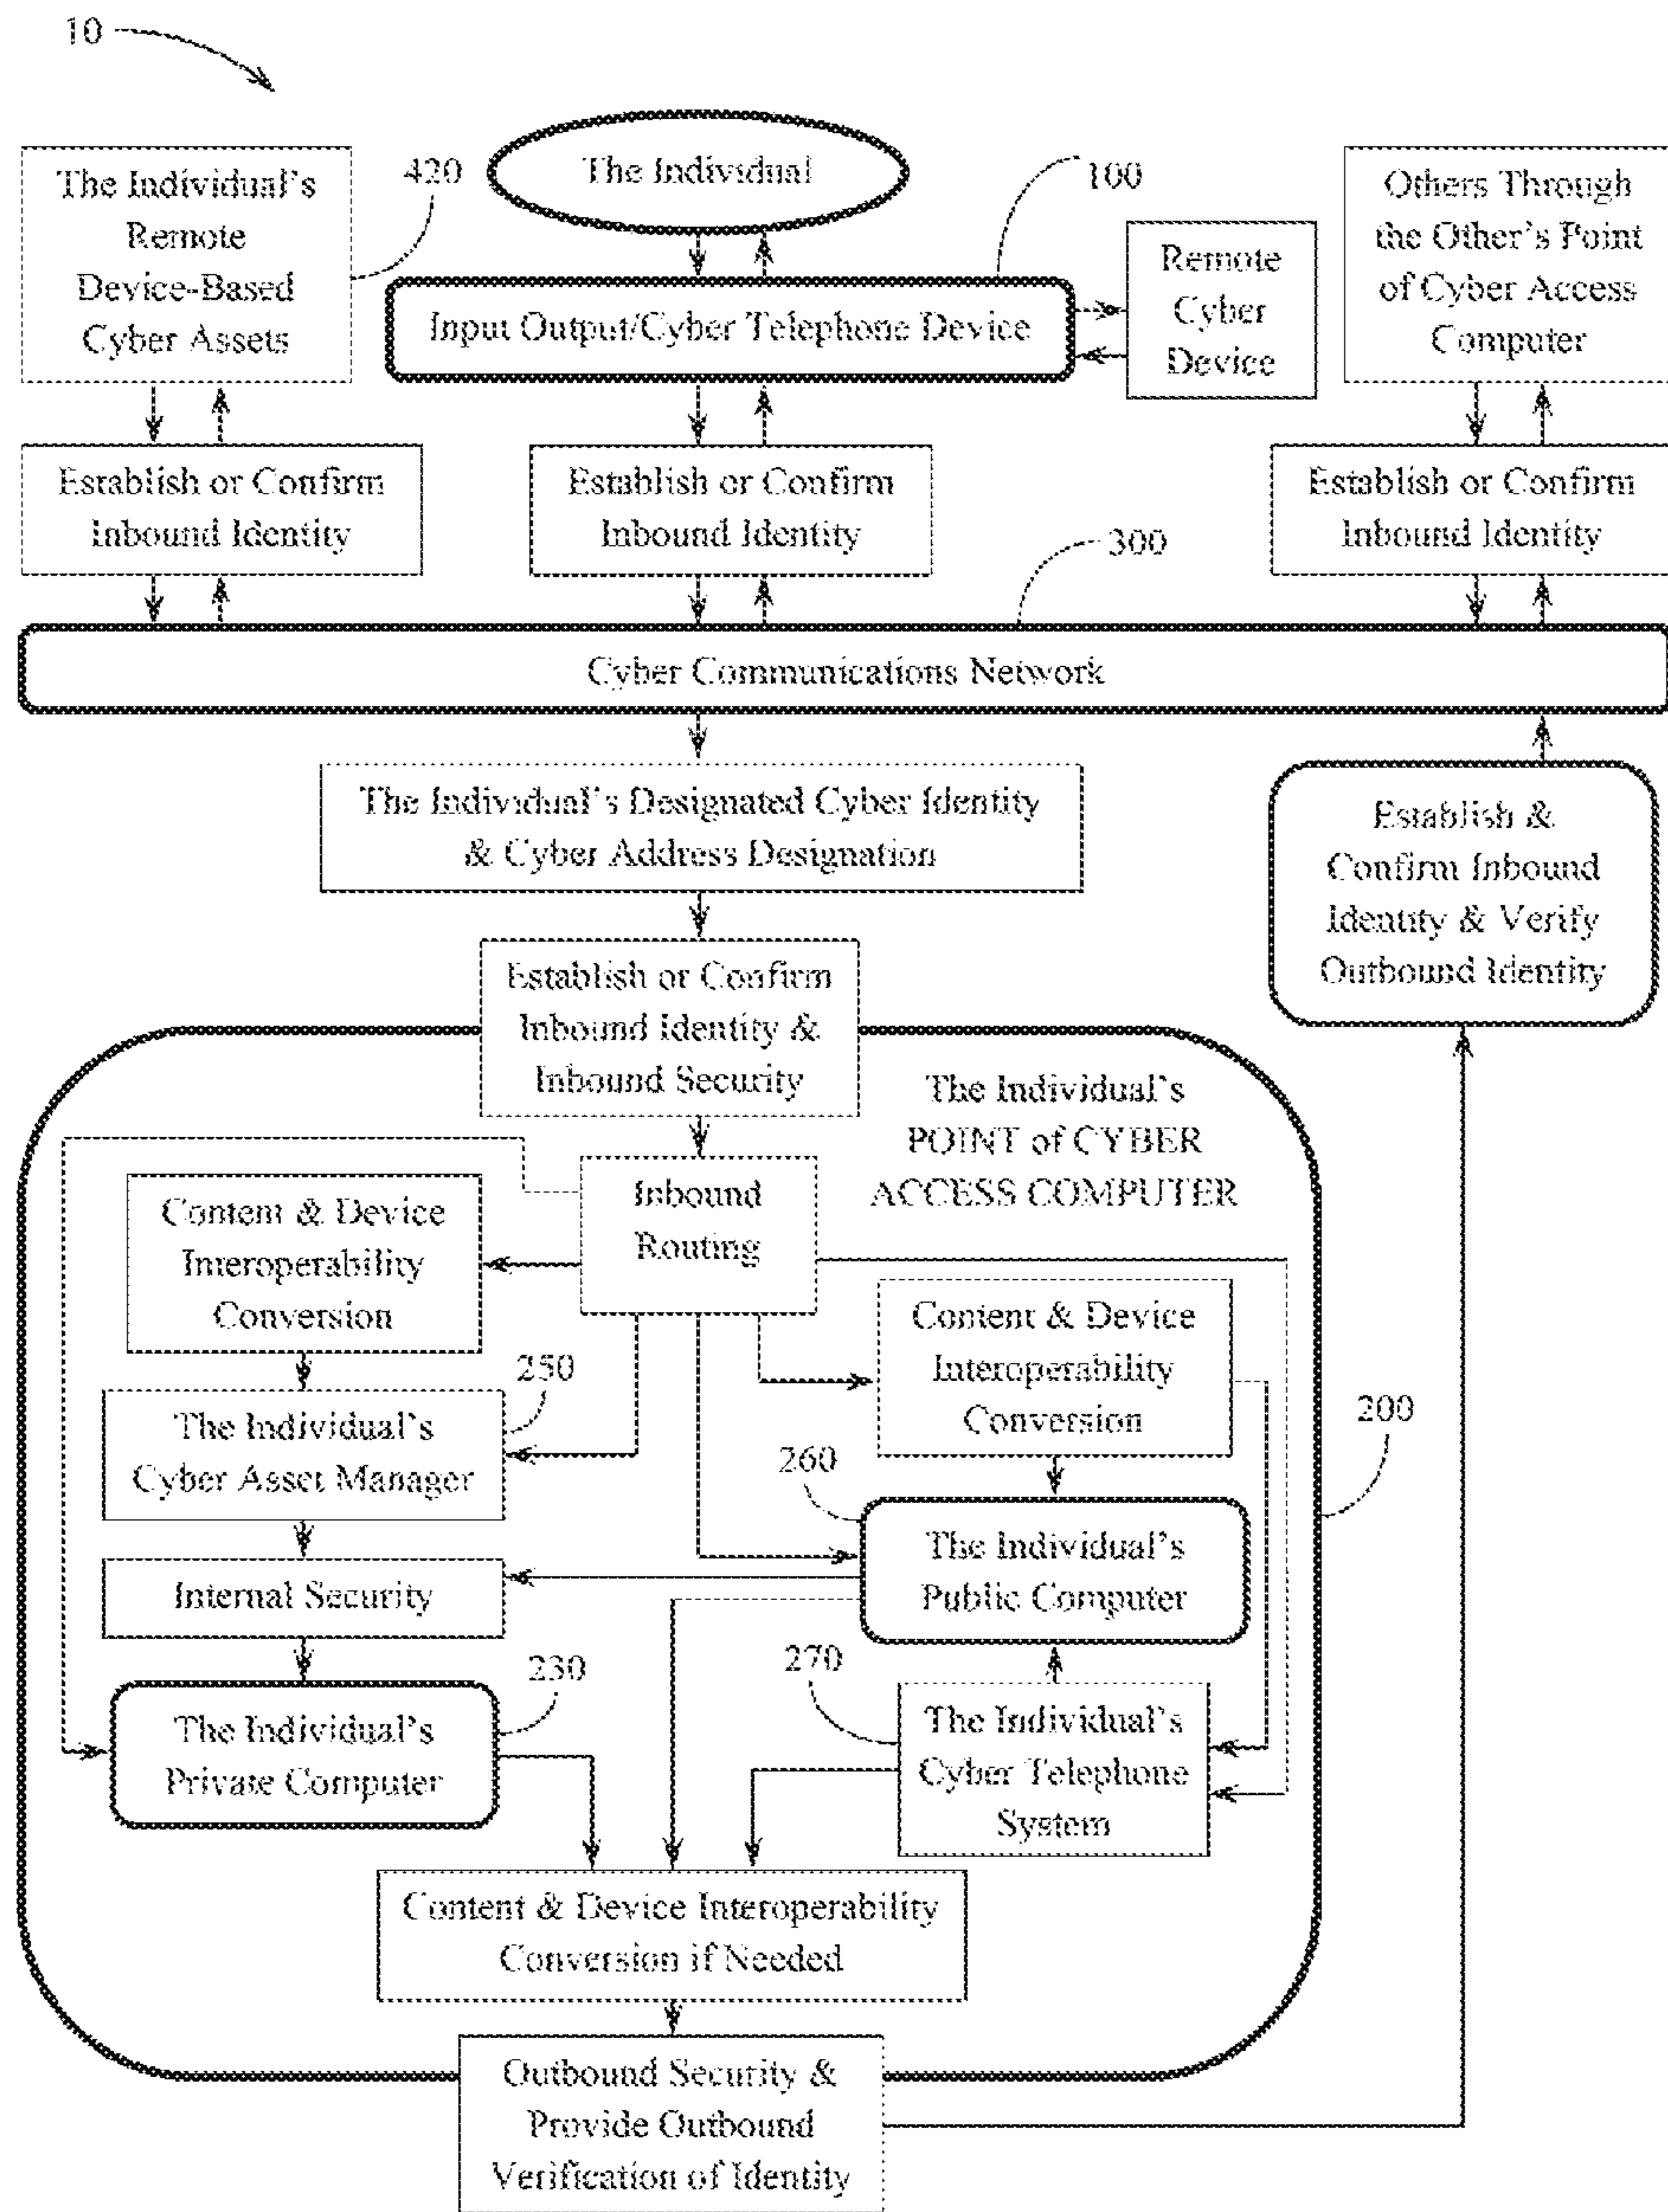 10
The Individual's
Remote
Device-Based
Cyber Assets
420
The Individual
100
Input Output/Cyber Telephone Device
Remote
Cyber
Device
Others Through
the Other's Point
of Cyber Access
Computer
Establish or Confirm
Inbound Identity
Establish or Confirm
Inbound Identity
Establish or Confirm
Inbound Identity
300
Cyber Communications Network
The Individual's Designated Cyber Identity
& Cyber Address Designation
Establish &
Confirm Inbound
Identity & Verify
Outbound Identity
Establish or Confirm
Inbound Identity &
Inbound Security
The Individual's
POINT of CYBER
ACCESS COMPUTER
Inbound
Routing
Content & Device
Interoperability
Conversion
Content & Device
Interoperability
Conversion
250
The Individual's
Cyber Asset Manager
200
260
The Individual's
Public Computer
Internal Security
230
The Individual's
Private Computer
270
The Individual's
Cyber Telephone
System
Content & Device Interoperability
Conversion if Needed
Outbound Security &
Provide Outbound
Verification of Identity